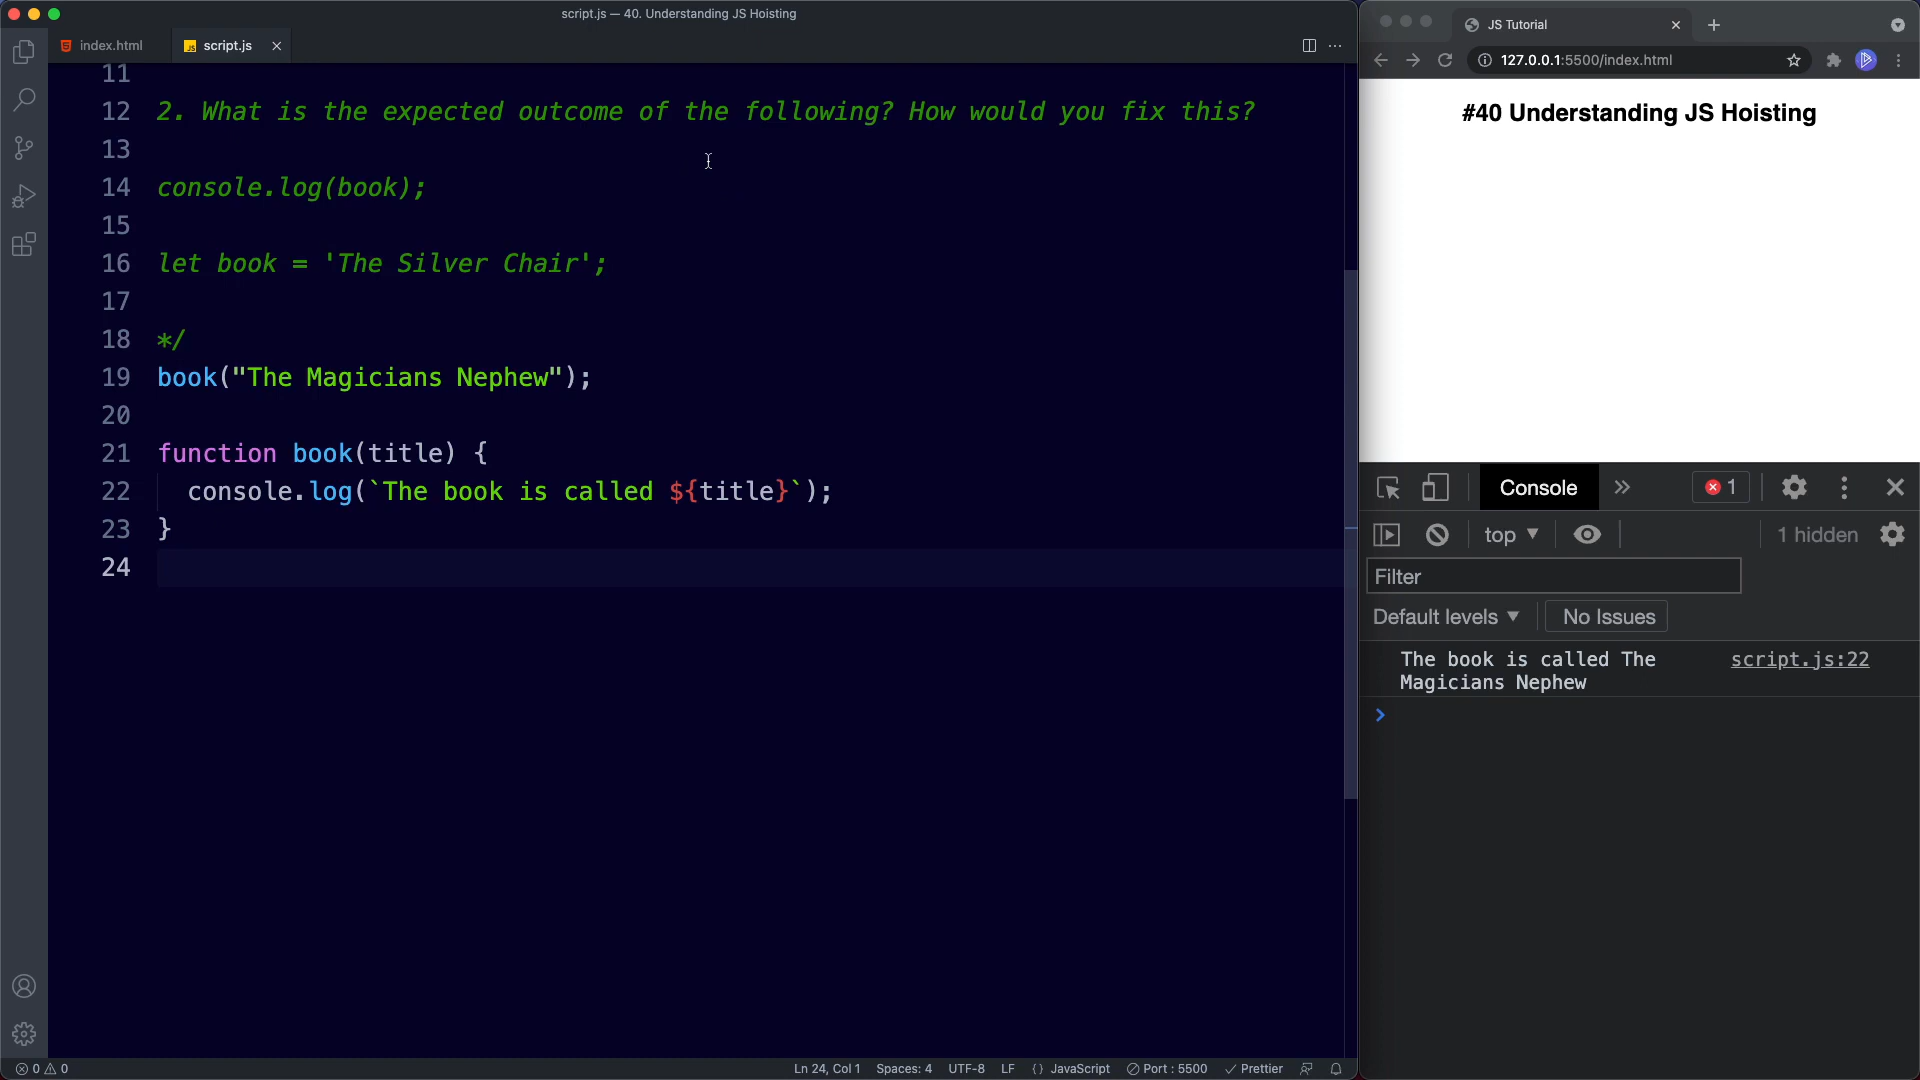 script.js — 40. Understanding JS Hoisting
index.html
script.js
11
12 2. What is the expected outcome of the following? How would you fix this?
13
14 console.log(book);
15
16 let book = 'The Silver Chair';
17
18 */
19 book("The Magicians Nephew");
20
21 function book(title) {
22 console.log(`The book is called ${title}`);
23 }
24
0 0
Ln 24, Col 1 Spaces: 4 UTF-8 LF {} JavaScript Port : 5500 Prettier
JS Tutorial
127.0.0.1:5500/index.html
#40 Understanding JS Hoisting
Console 1
top 1 hidden
Filter
Default levels No Issues
The book is called The script.js:22
Magicians Nephew